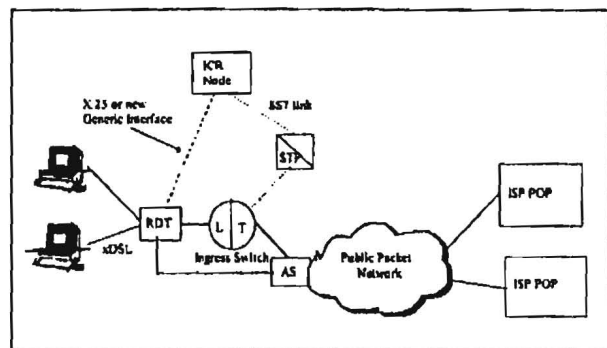 ICR
Node
X.25 or new
Generic Interface
SS7 link
STP
ISP POP
RDT
L T
xDSL
Ingress Switch
AS
Public Packet
Network
ISP POP